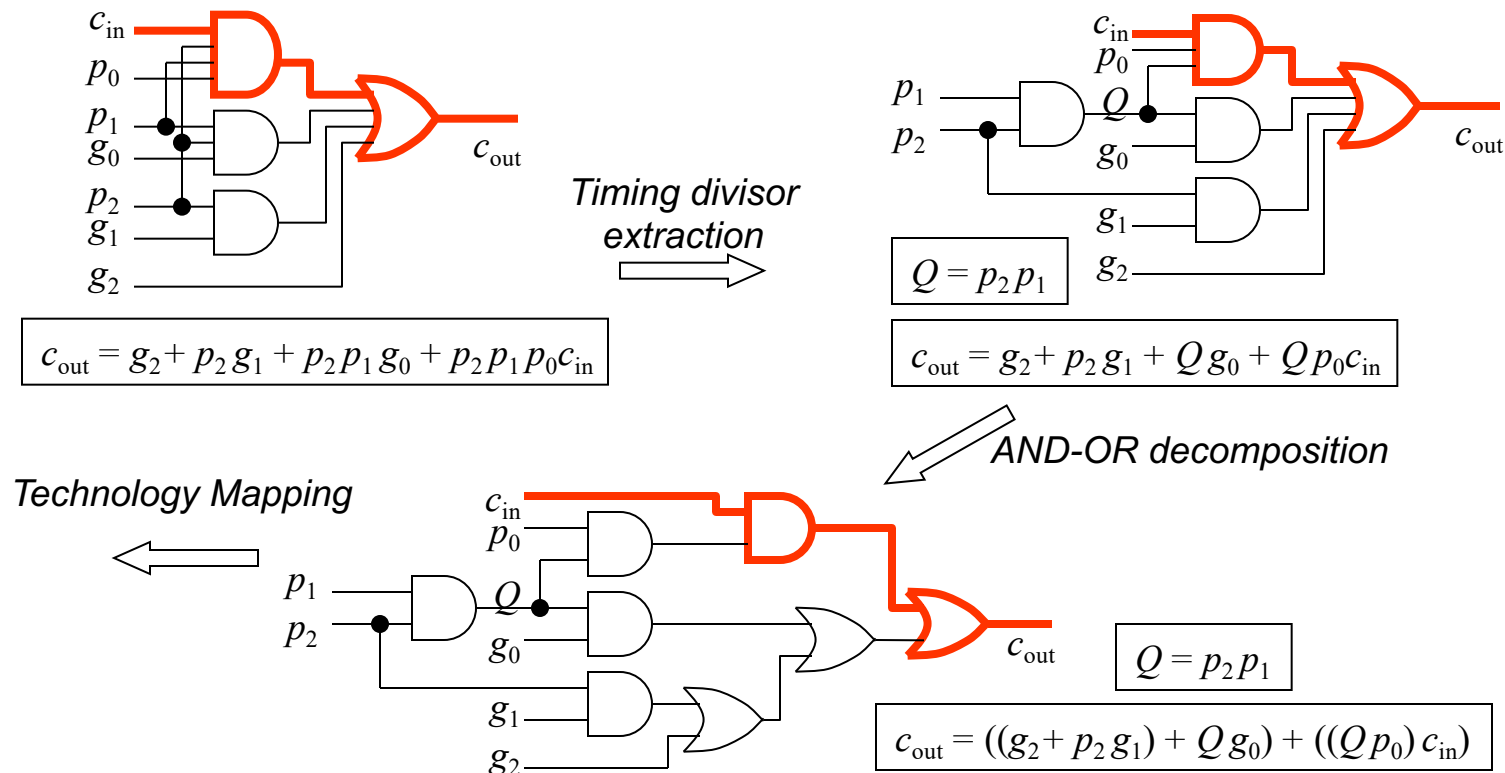 c_in
p_0
p_1
g_0
p_2
g_1
g_2
c_out
c_out = g_2 + p_2 g_1 + p_2 p_1 g_0 + p_2 p_1 p_0 c_in
Timing divisor
extraction
c_in
p_0
p_1
Q
p_2
g_0
g_1
g_2
c_out
Q = p_2 p_1
c_out = g_2 + p_2 g_1 + Q g_0 + Q p_0 c_in
AND-OR decomposition
Technology Mapping
c_in
p_0
p_1
Q
p_2
g_0
g_1
g_2
c_out
Q = p_2 p_1
c_out = ((g_2 + p_2 g_1) + Q g_0) + ((Q p_0) c_in)